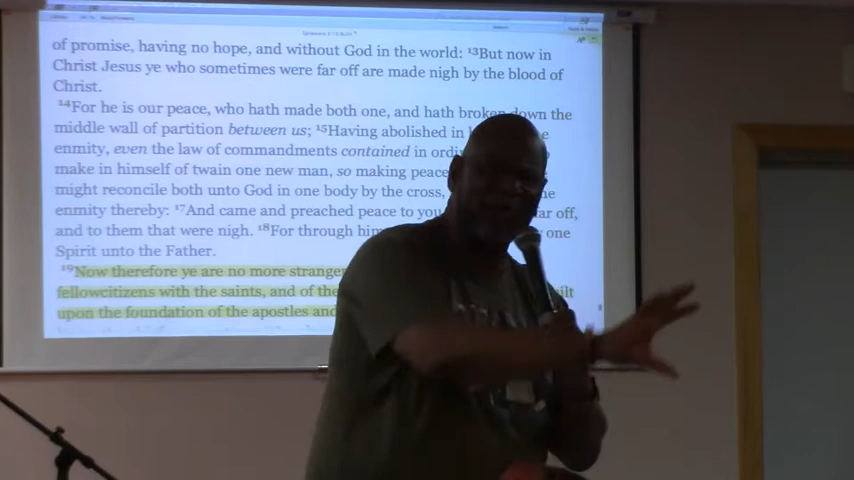 of promise, having no hope, and without God in the world: ¹³But now in
Christ Jesus ye who sometimes were far off are made nigh by the blood of
Christ.
¹⁴For he is our peace, who hath made both one, and hath broken down the
middle wall of partition between us; ¹⁵Having abolished in
enmity, even the law of commandments contained in
make in himself of twain one new man, so making peace
might reconcile both unto God in one body by the cross,
enmity thereby: ¹⁷And came and preached peace to you far off,
and to them that were nigh. ¹⁸For through one
Spirit unto the Father.
¹⁹Now therefore ye are no more
fellowcitizens with the saints, and of the
upon the foundation of the apostles and